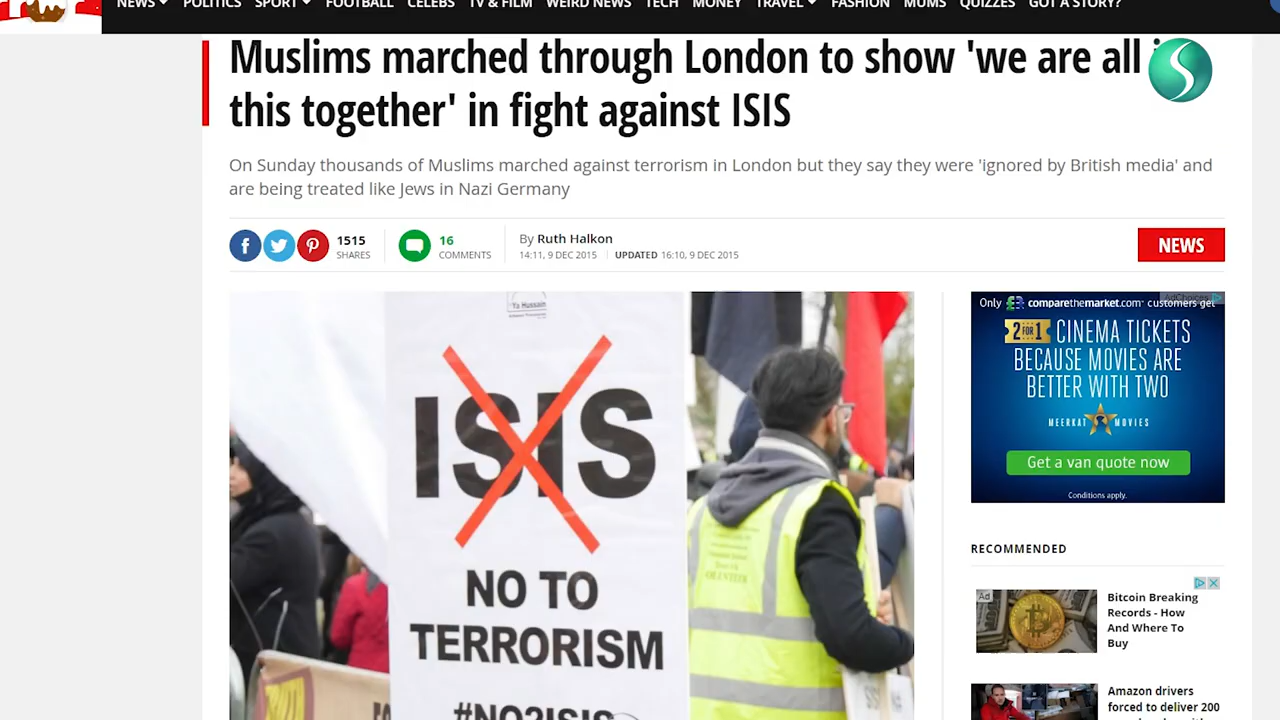 NEWS POLITICS SPORT FOOTBALL CELEBS TV & FILM WEIRD NEWS TECH MONEY TRAVEL FASHION MUMS QUIZZES GOT A STORY?
Muslims marched through London to show 'we are all
this together' in fight against ISIS
On Sunday thousands of Muslims marched against terrorism in London but they say they were 'ignored by British media' and
are being treated like Jews in Nazi Germany
1515
SHARES
16
COMMENTS
By Ruth Halkon
14:11, 9 DEC 2015 UPDATED 16:10, 9 DEC 2015
NEWS
Ya Hussain
ISIS
NO TO
TERRORISM
#NO2ISIS
VOLUNTEER
Only comparethemarket.com customers get
AdChoices
2 FOR 1 CINEMA TICKETS
BECAUSE MOVIES ARE
BETTER WITH TWO
MEERKAT MOVIES
Get a van quote now
Conditions apply.
RECOMMENDED
Ad
Bitcoin Breaking
Records - How
And Where To
Buy
Amazon drivers
forced to deliver 200